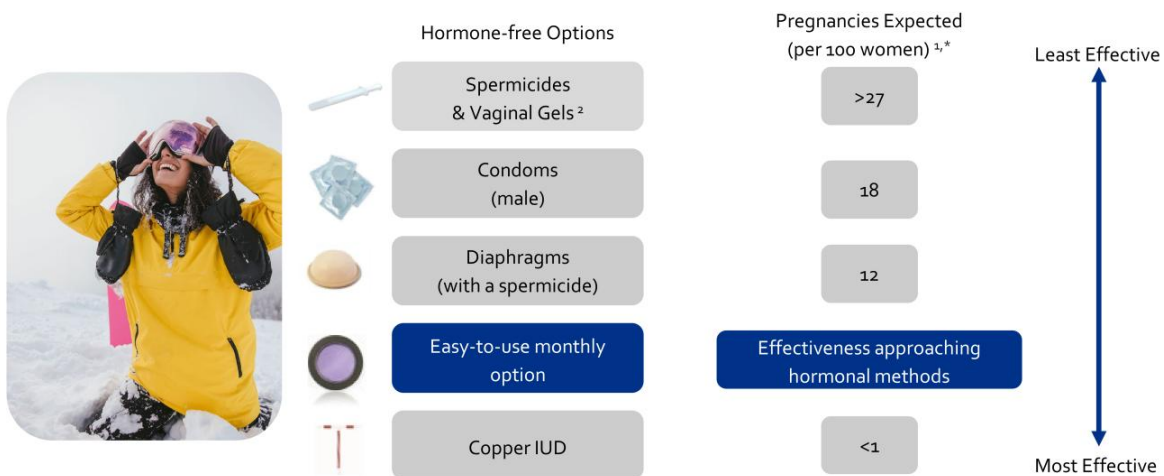 Hormone-free Options
Pregnancies Expected
(per 100 women) 1,*
Least Effective
Spermicides
& Vaginal Gels 2
>27
Condoms
(male)
18
Diaphragms
(with a spermicide)
12
Easy-to-use monthly
option
Effectiveness approaching
hormonal methods
Copper IUD
<1
Most Effective